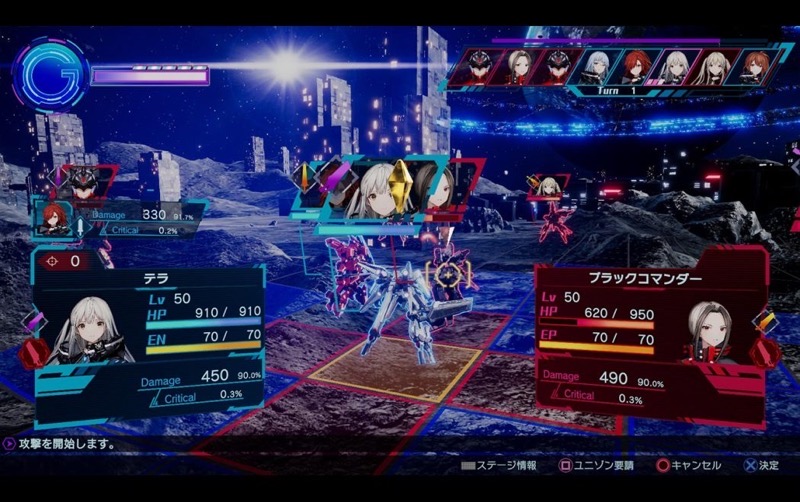 G
Turn 1
Damage 330 91.7%
Critical 0.2%
0
テラ
Lv 50
HP 910 / 910
EN 70 / 70
Damage 450 90.0%
Critical 0.3%
ブラックコマンダー
Lv 50
HP 620 / 950
EP 70 / 70
Damage 490 90.0%
Critical 0.3%
攻撃を開始します。
ステージ情報 ユニゾン要請 キャンセル 決定